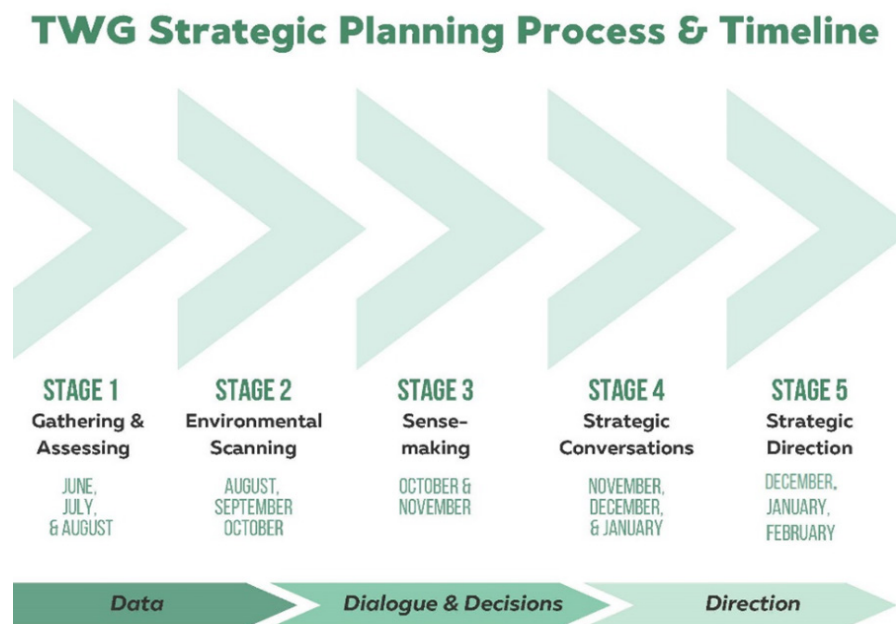 TWG Strategic Planning Process & Timeline
STAGE 1
Gathering &
Assessing
JUNE,
JULY,
& AUGUST
STAGE 2
Environmental
Scanning
AUGUST,
SEPTEMBER
OCTOBER
STAGE 3
Sense-
making
OCTOBER &
NOVEMBER
STAGE 4
Strategic
Conversations
NOVEMBER,
DECEMBER,
& JANUARY
STAGE 5
Strategic
Direction
DECEMBER,
JANUARY,
FEBRUARY
Data
Dialogue & Decisions
Direction